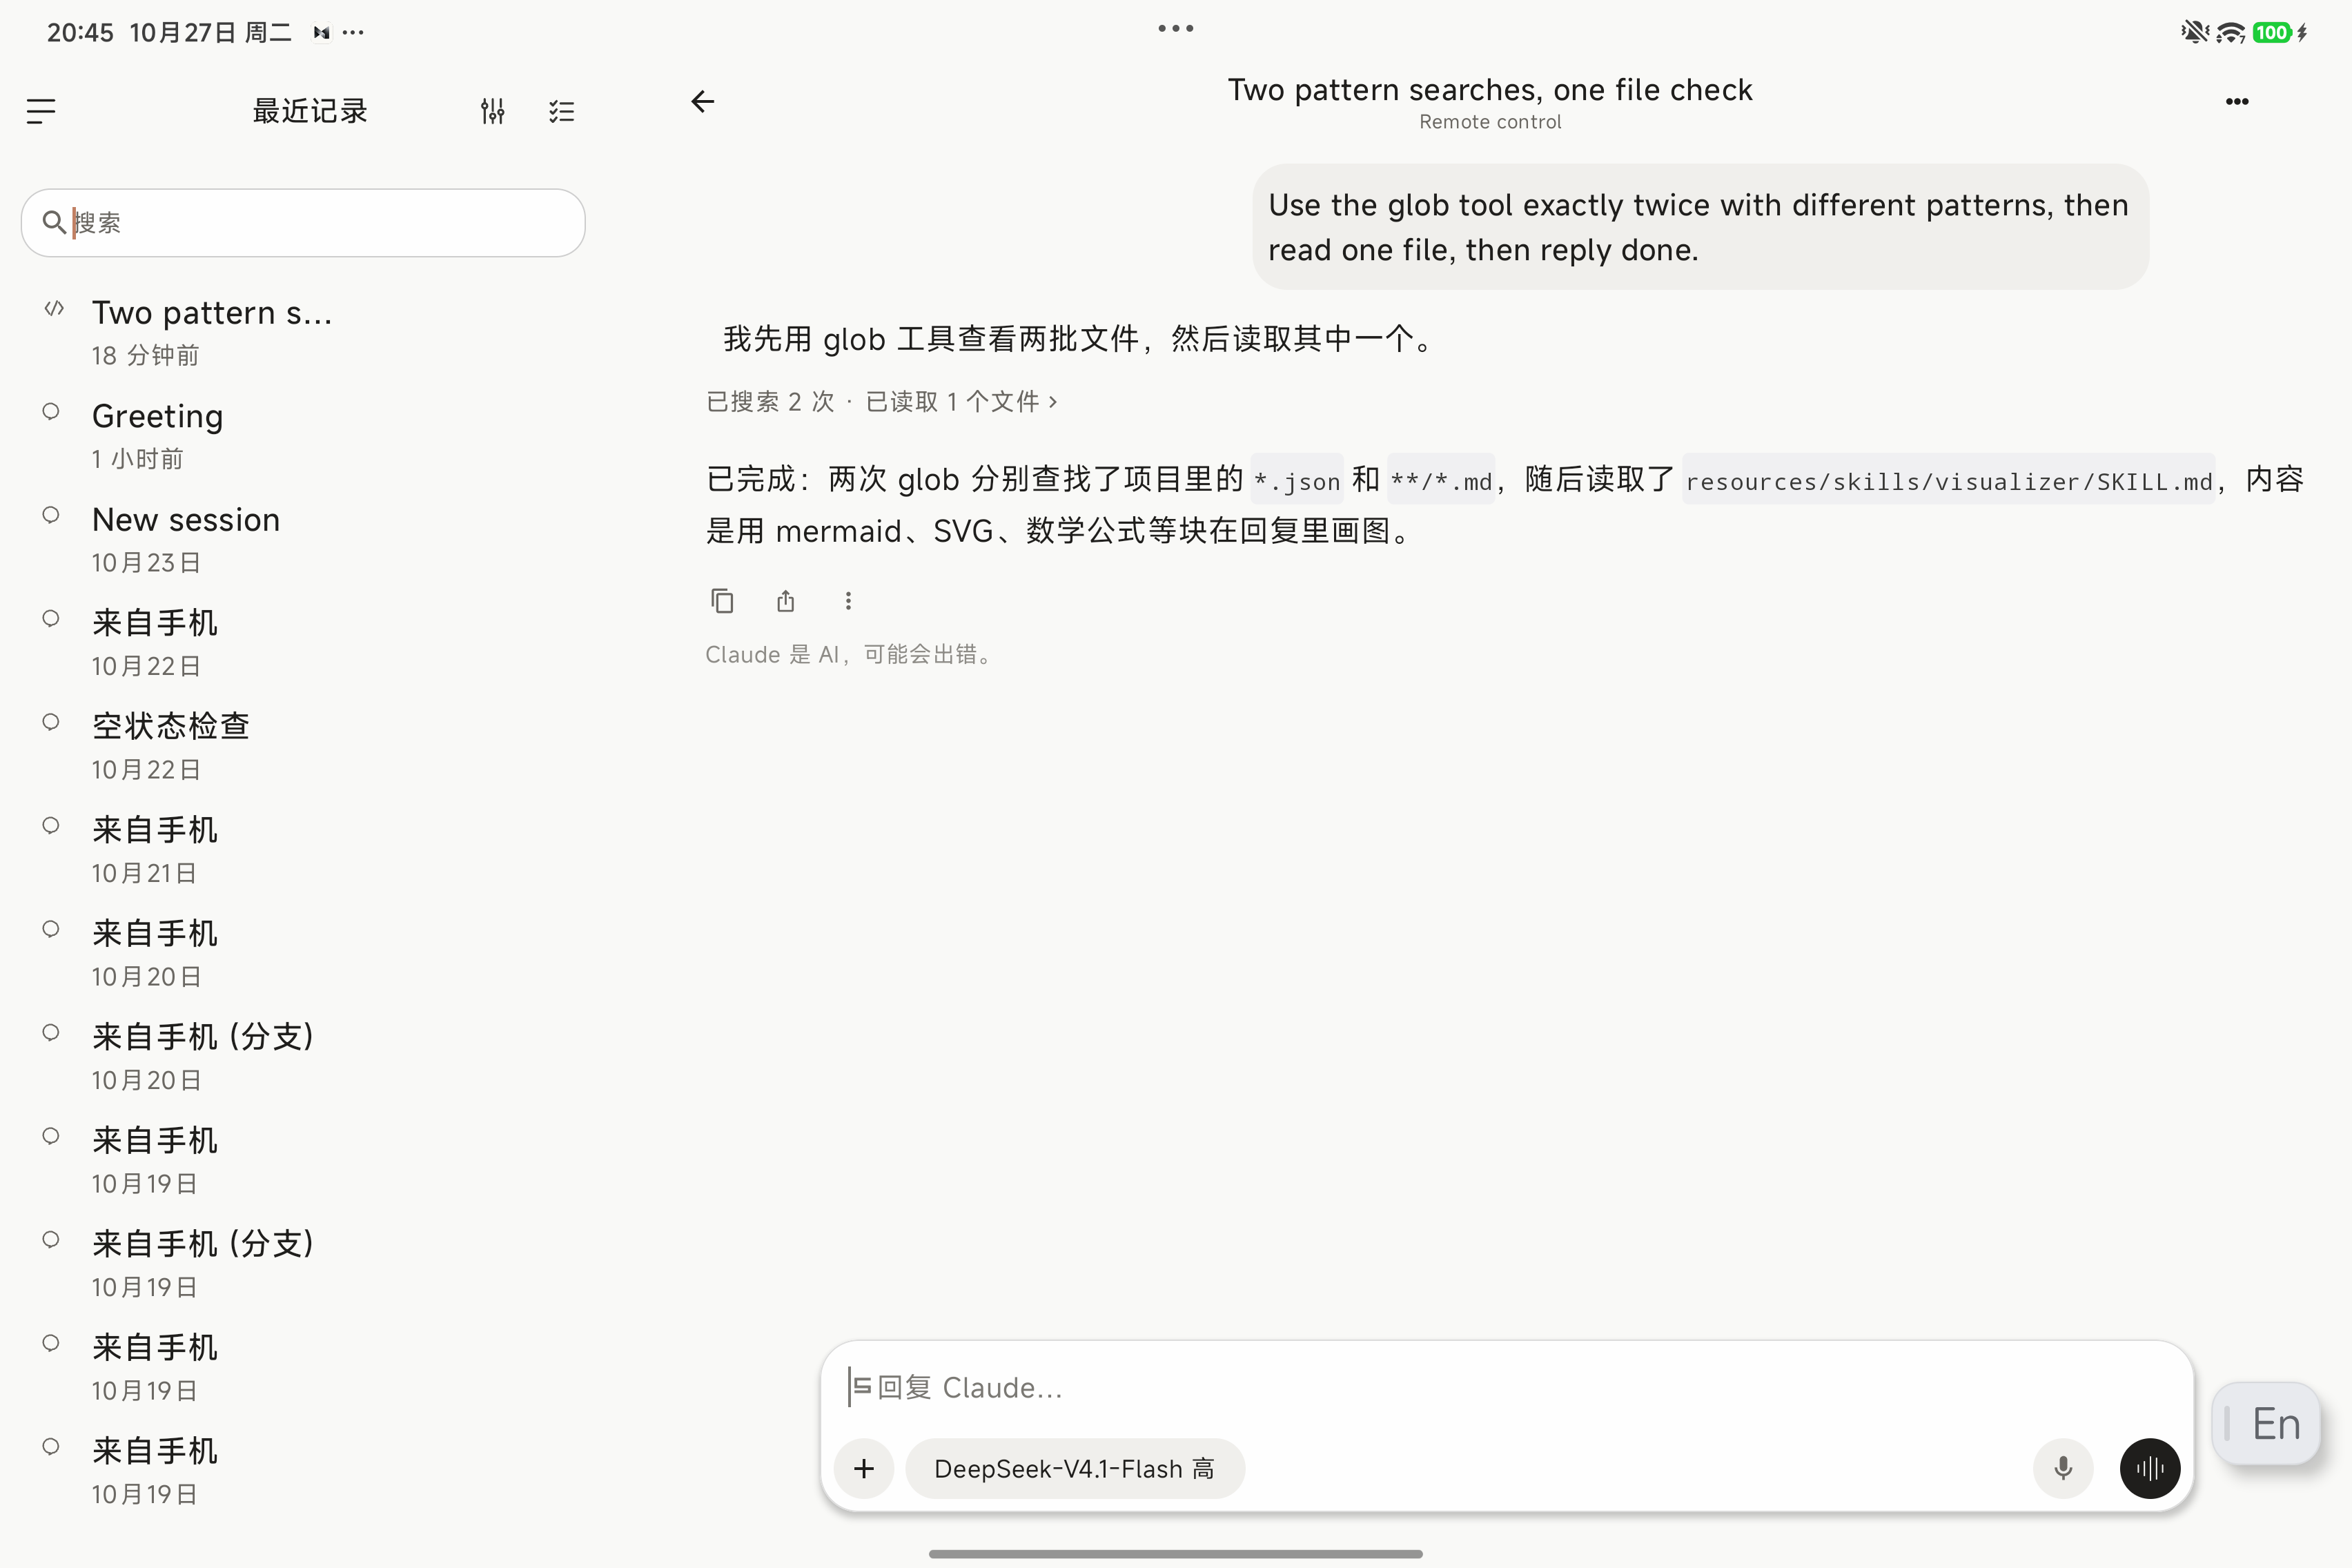 20:45 10月27日 周二
100
最近记录
搜索
Two pattern s...
18 分钟前
Greeting
1 小时前
New session
10月23日
来自手机
10月22日
空状态检查
10月22日
来自手机
10月21日
来自手机
10月20日
来自手机 (分支)
10月20日
来自手机
10月19日
来自手机 (分支)
10月19日
来自手机
10月19日
来自手机
10月19日
Two pattern searches, one file check
Remote control
Use the glob tool exactly twice with different patterns, then
read one file, then reply done.
我先用 glob 工具查看两批文件，然后读取其中一个。
已搜索 2 次 · 已读取 1 个文件 ›
已完成：两次 glob 分别查找了项目里的 *.json 和 **/*.md，随后读取了 resources/skills/visualizer/SKILL.md，内容
是用 mermaid、SVG、数学公式等块在回复里画图。
Claude 是 AI，可能会出错。
回复 Claude...
DeepSeek-V4.1-Flash 高
En